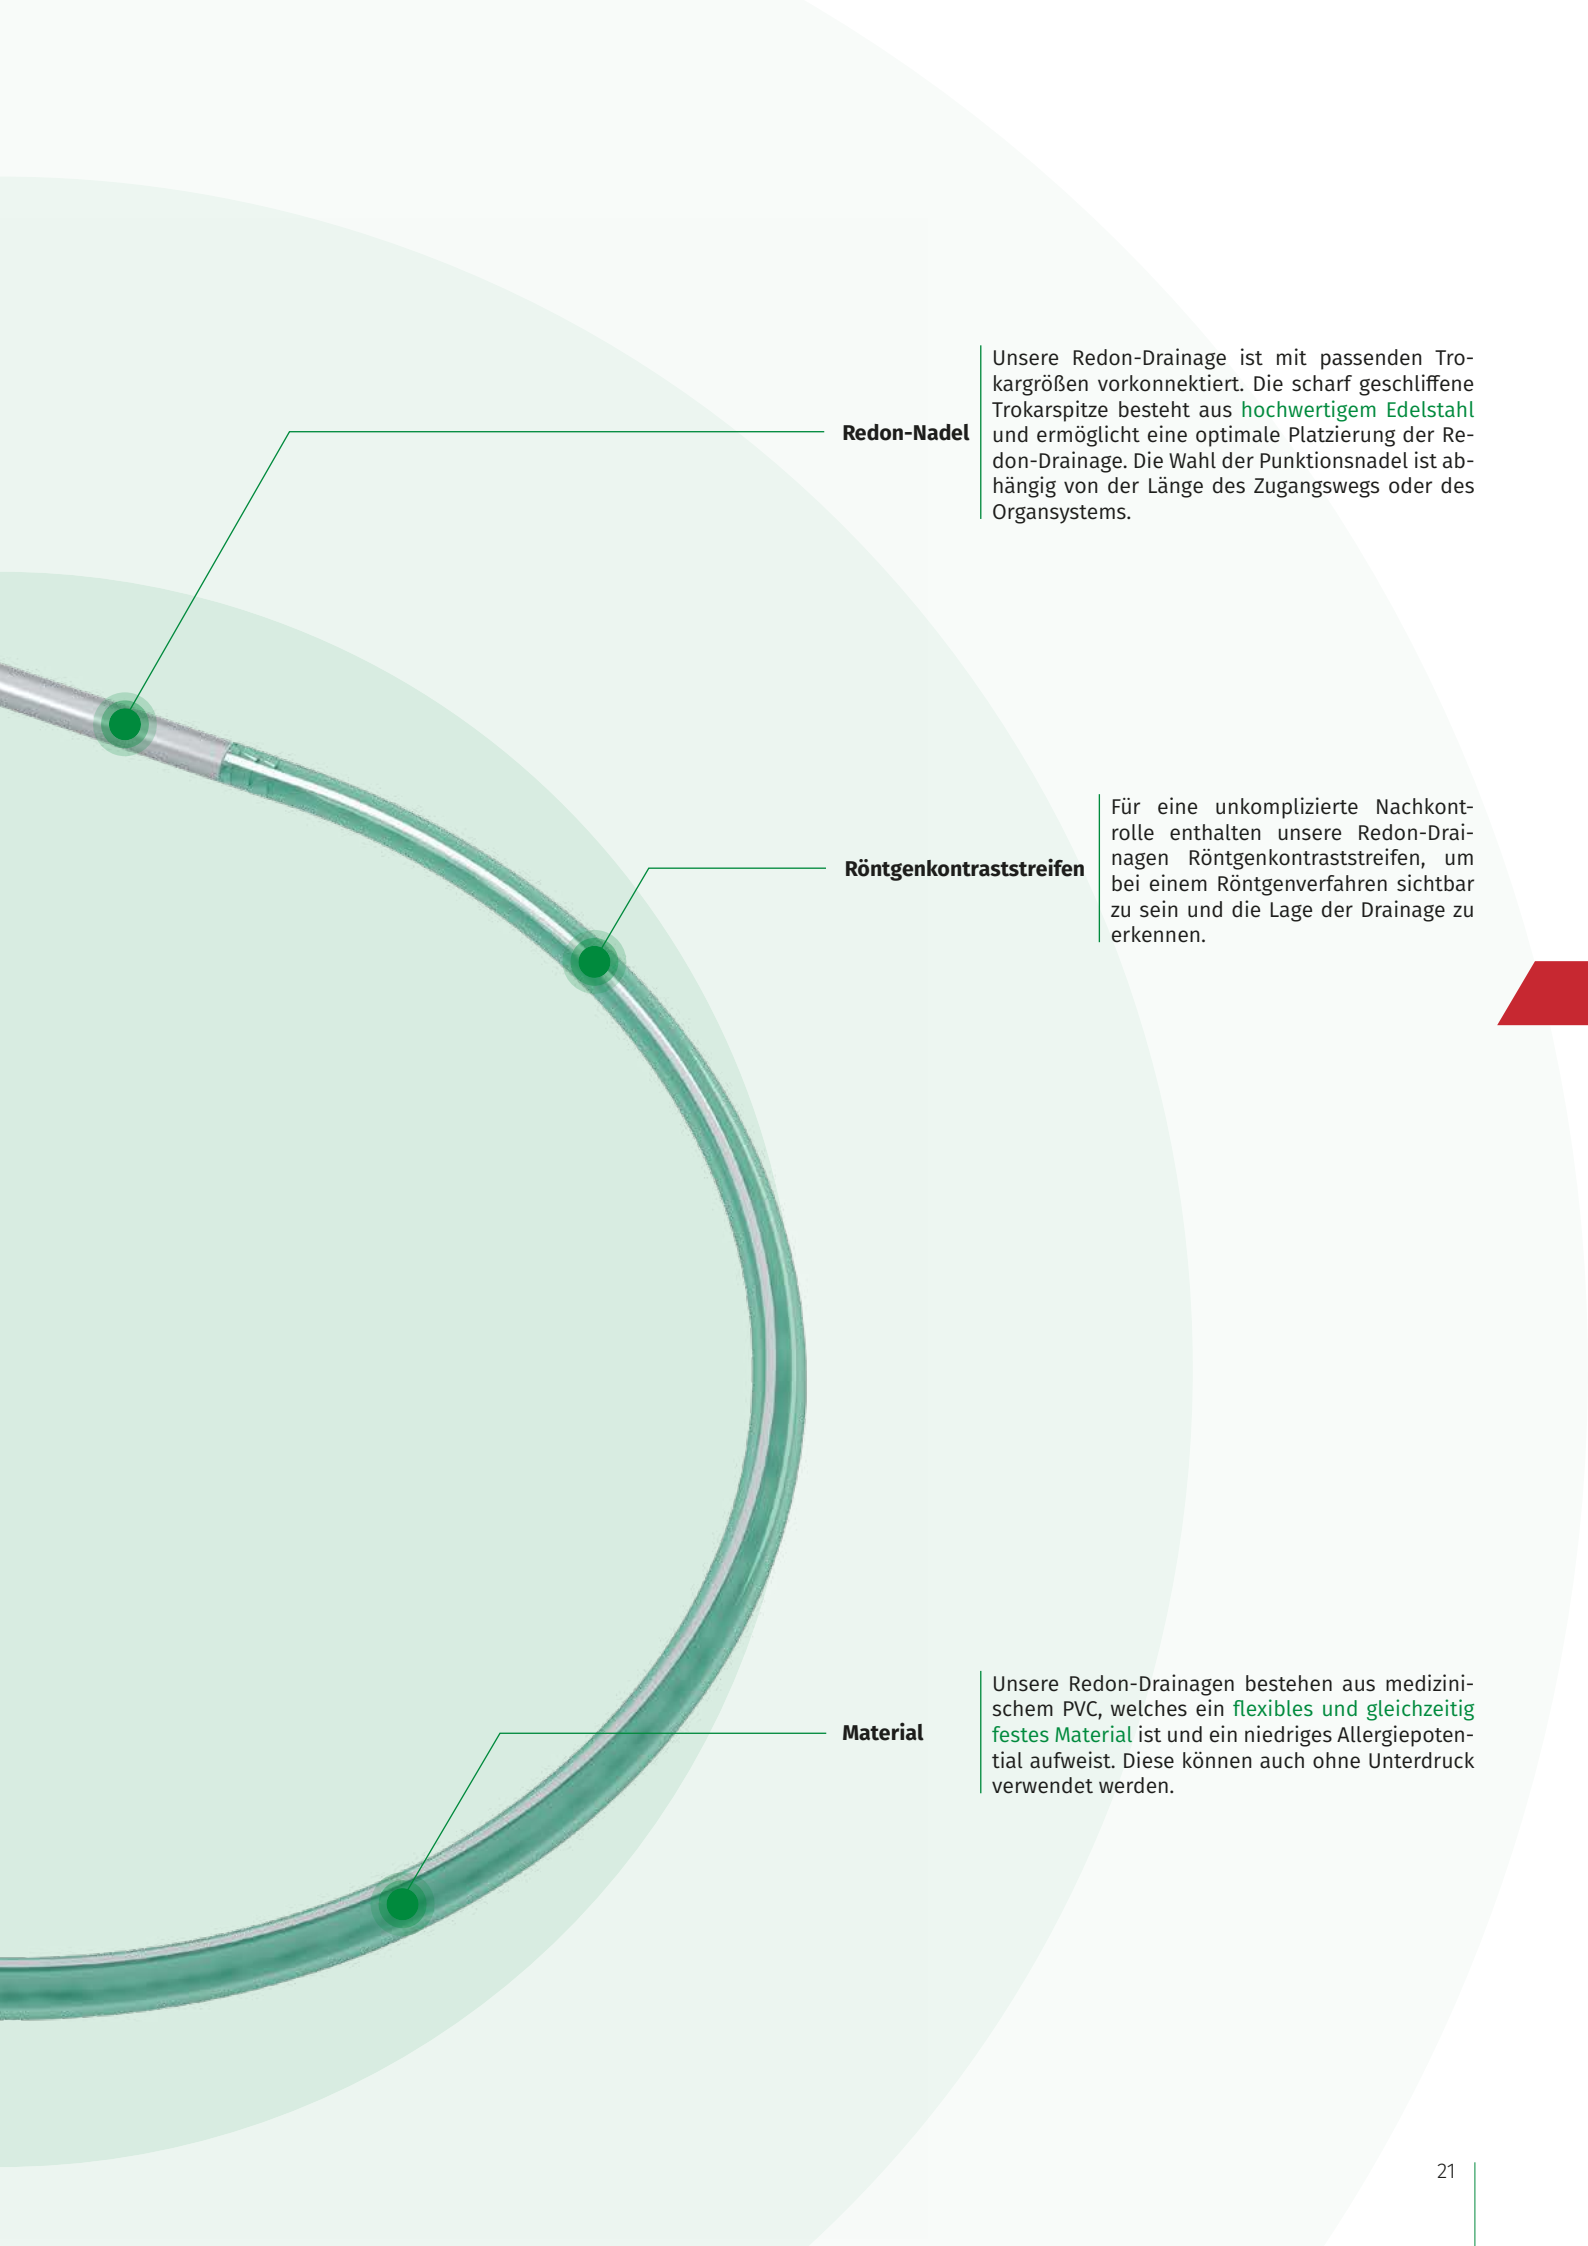 Unsere Redon-Drainage ist mit passenden Tro-
kargrößen vorkonnektiert. Die scharf geschliffene
Trokarspitze besteht aus hochwertigem Edelstahl
Redon-Nadel
und ermöglicht eine optimale Platzierung der Re-
don-Drainage. Die Wahl der Punktionsnadel ist ab-
hängig von der Länge des Zugangswegs oder des
Organsystems.
Für eine unkomplizierte Nachkont-
rolle enthalten unsere Redon-Drai-
nagen Röntgenkontraststreifen, um
Röntgenkontraststreifen
bei einem Röntgenverfahren sichtbar
zu sein und die Lage der Drainage zu
erkennen.
Unsere Redon-Drainagen bestehen aus medizini-
schem PVC, welches ein flexibles und gleichzeitig
Material
festes Material ist und ein niedriges Allergiepoten-
tial aufweist. Diese können auch ohne Unterdruck
verwendet werden.
21